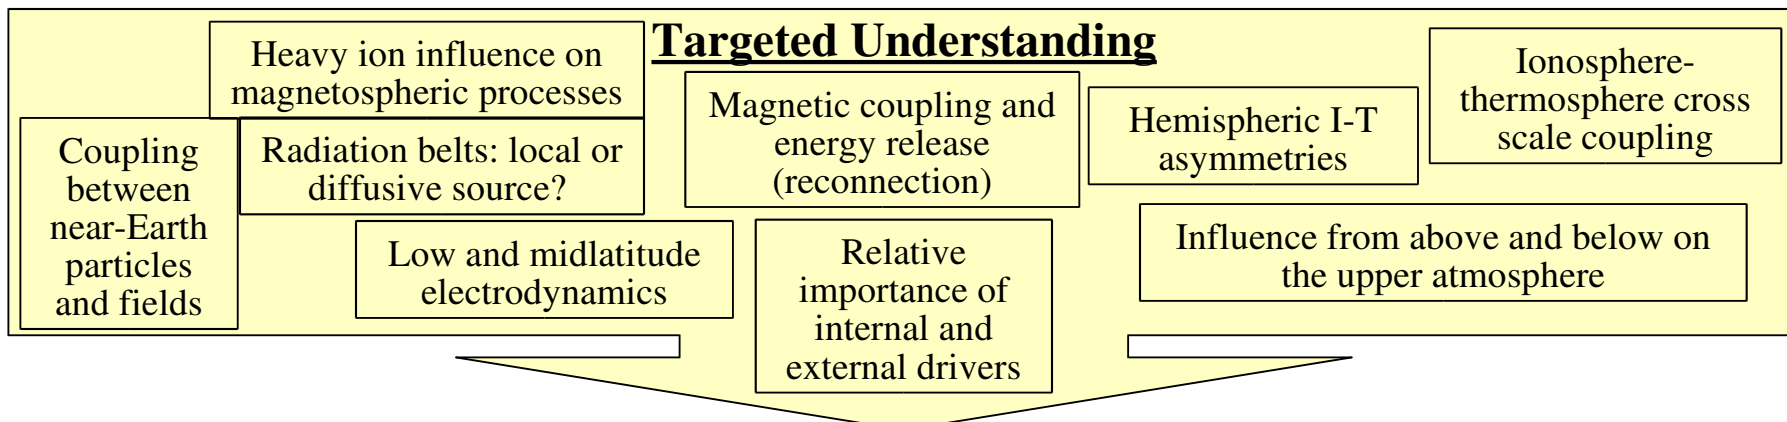 Targeted Understanding
Heavy ion influence on
magnetospheric processes
Coupling
between
near-Earth
particles
and fields
Radiation belts: local or
diffusive source?
Low and midlatitude
electrodynamics
Magnetic coupling and
energy release
(reconnection)
Relative
importance of
internal and
external drivers
Hemispheric I-T
asymmetries
Ionosphere-
thermosphere cross
scale coupling
Influence from above and below on
the upper atmosphere